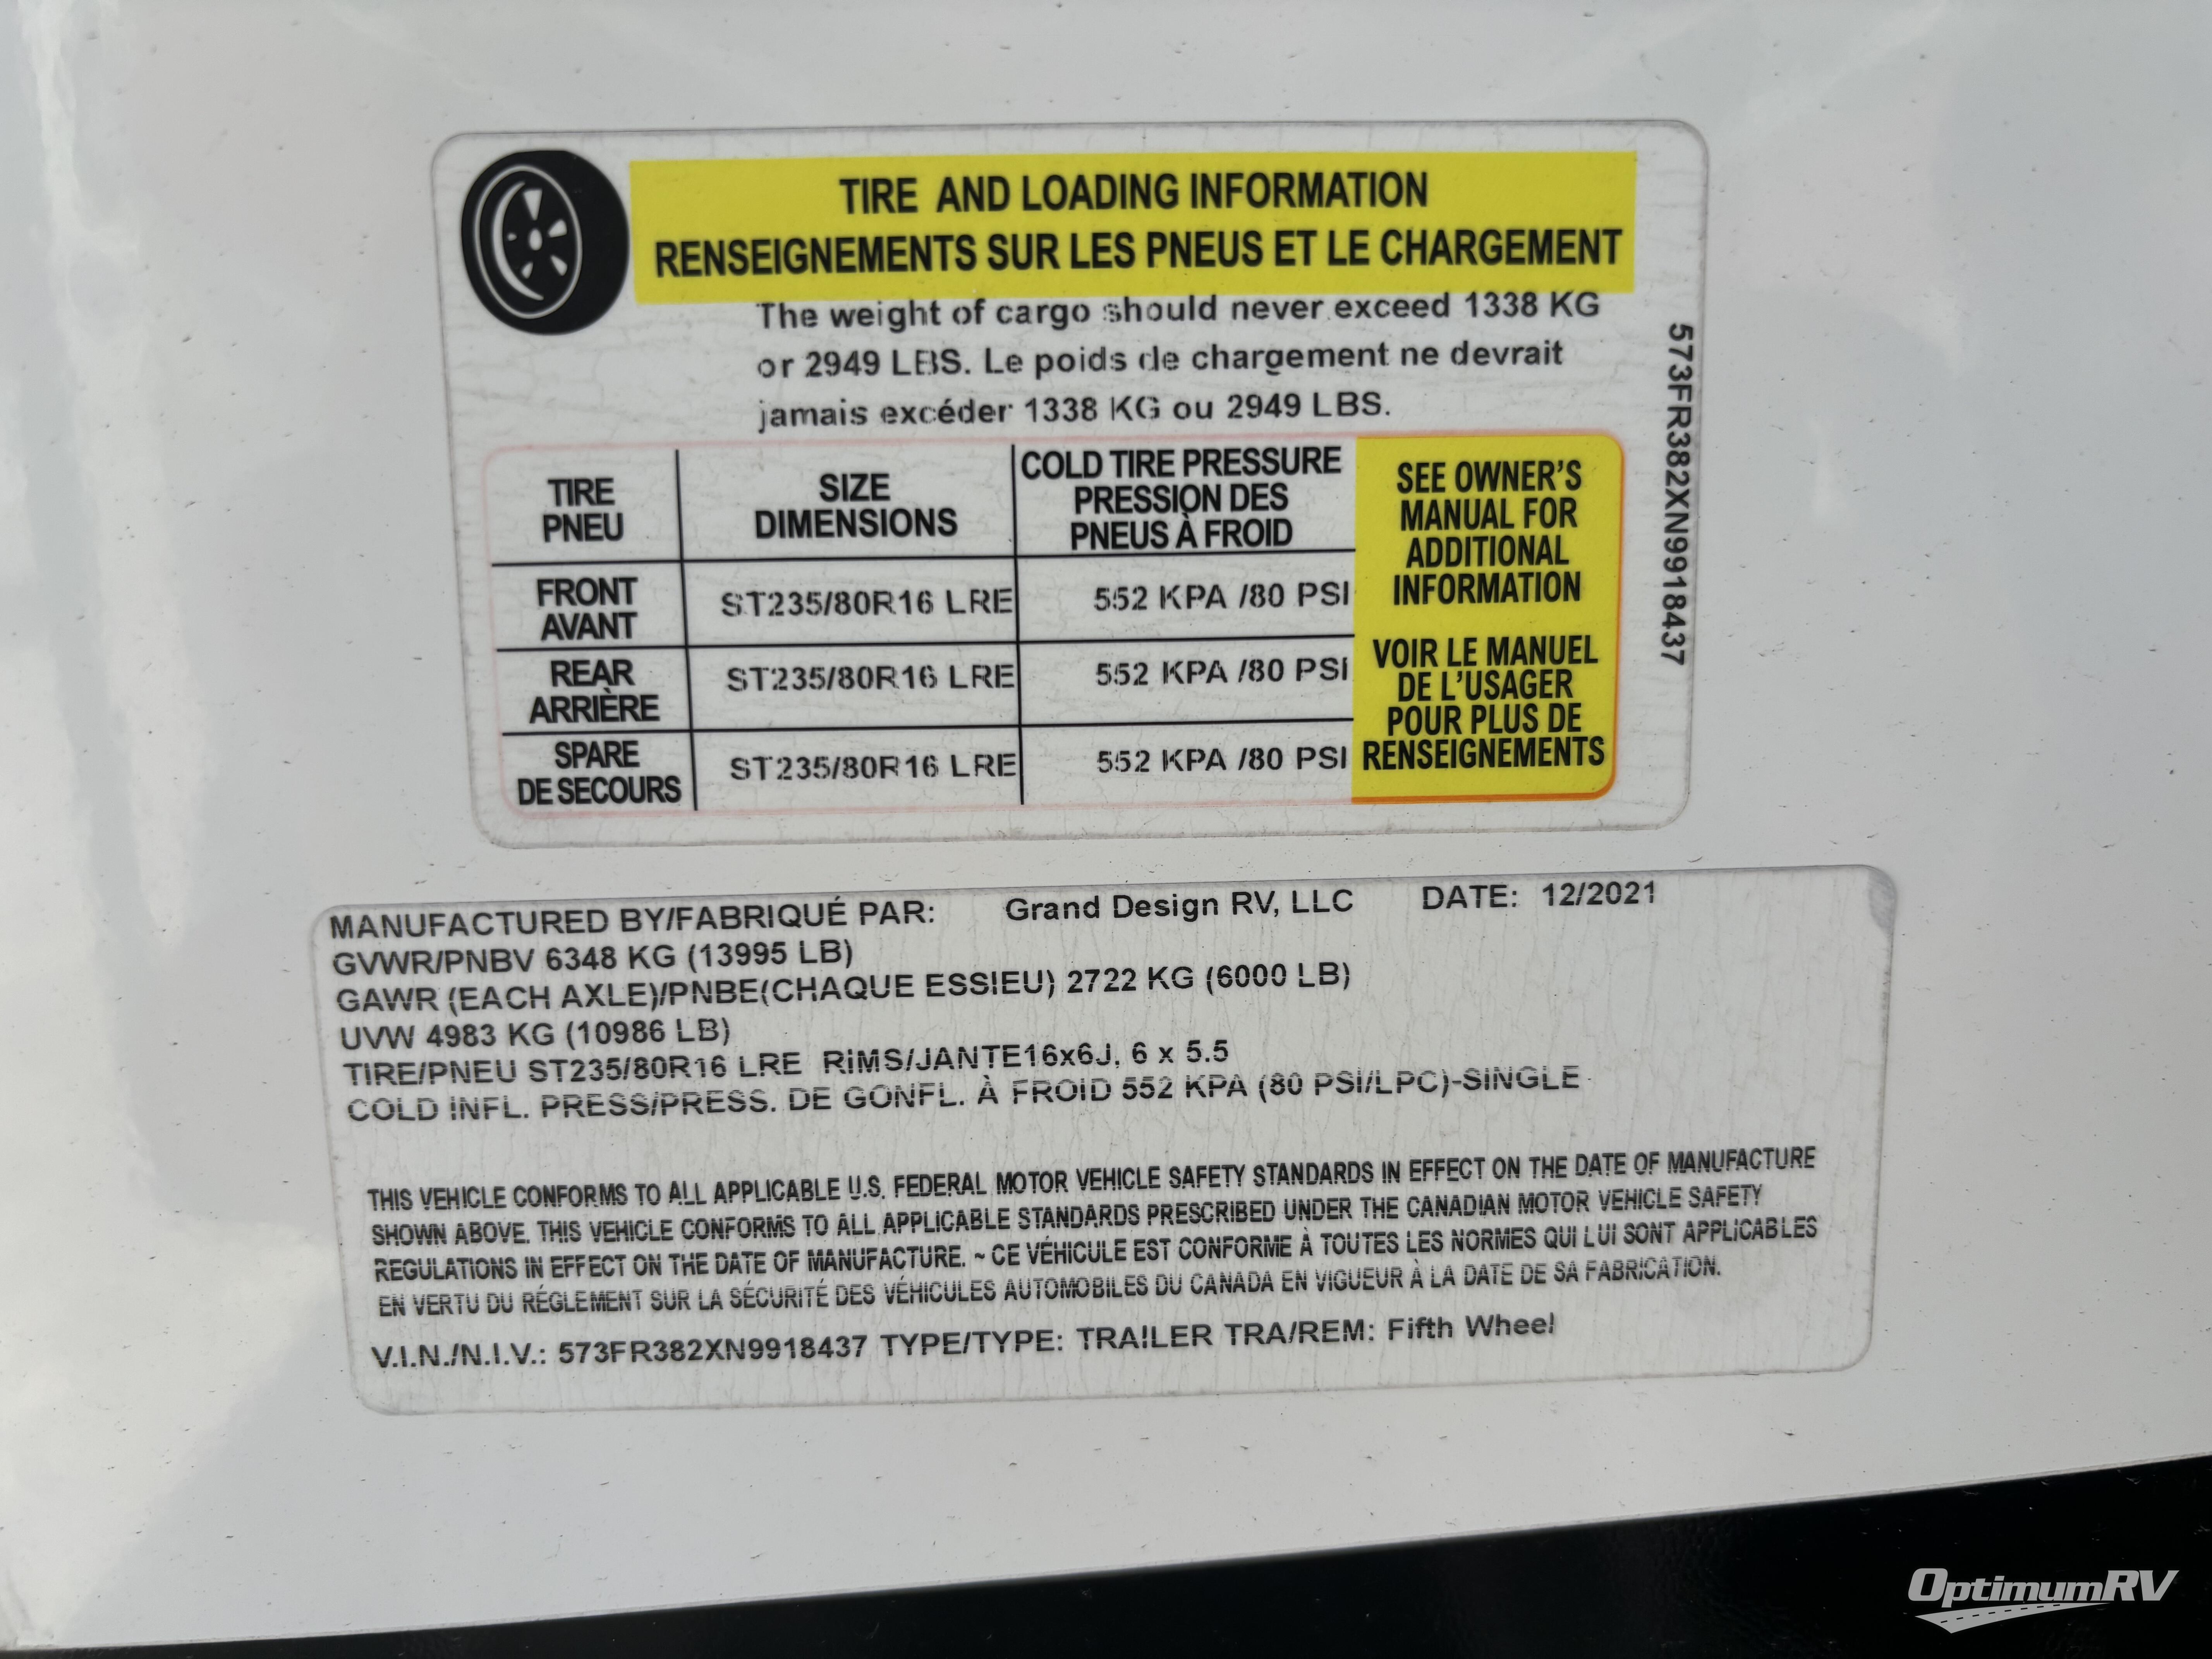 TIRE AND LOADING INFORMATION
RENSEIGNEMENTS SUR LES PNEUS ET LE CHARGEMENT
The weight of cargo should never exceed 1338 KG
or 2949 LBS. Le poids de chargement ne devrait
jamais excéder 1338 KG ou 2949 LBS.
TIRE
PNEU
SIZE
DIMENSIONS
COLD TIRE PRESSURE
PRESSION DES
PNEUS À FROID
FRONT
AVANT
ST235/80R16 LRE
552 KPA /80 PSI
REAR
ARRIÈRE
ST235/80R16 LRE
552 KPA /80 PSI
SPARE
DE SECOURS
ST235/80R16 LRE
552 KPA /80 PSI
SEE OWNER'S
MANUAL FOR
ADDITIONAL
INFORMATION
VOIR LE MANUEL
DE L'USAGER
POUR PLUS DE
RENSEIGNEMENTS
573FR382XN9918437
MANUFACTURED BY/FABRIQUÉ PAR: Grand Design RV, LLC DATE: 12/2021
GVWR/PNBV 6348 KG (13995 LB)
GAWR (EACH AXLE)/PNBE(CHAQUE ESSIEU) 2722 KG (6000 LB)
UVW 4983 KG (10986 LB)
TIRE/PNEU ST235/80R16 LRE RIMS/JANTE16x6J, 6 x 5.5
COLD INFL. PRESS/PRESS. DE GONFL. À FROID 552 KPA (80 PSI/LPC)-SINGLE
THIS VEHICLE CONFORMS TO ALL APPLICABLE U.S. FEDERAL MOTOR VEHICLE SAFETY STANDARDS IN EFFECT ON THE DATE OF MANUFACTURE
SHOWN ABOVE. THIS VEHICLE CONFORMS TO ALL APPLICABLE STANDARDS PRESCRIBED UNDER THE CANADIAN MOTOR VEHICLE SAFETY
REGULATIONS IN EFFECT ON THE DATE OF MANUFACTURE. ~ CE VÉHICULE EST CONFORME À TOUTES LES NORMES QUI LUI SONT APPLICABLES
EN VERTU DU RÉGLEMENT SUR LA SÉCURITÉ DES VÉHICULES AUTOMOBILES DU CANADA EN VIGUEUR À LA DATE DE SA FABRICATION.
V.I.N./N.I.V.: 573FR382XN9918437 TYPE/TYPE: TRAILER TRA/REM: Fifth Wheel
OptimumRV